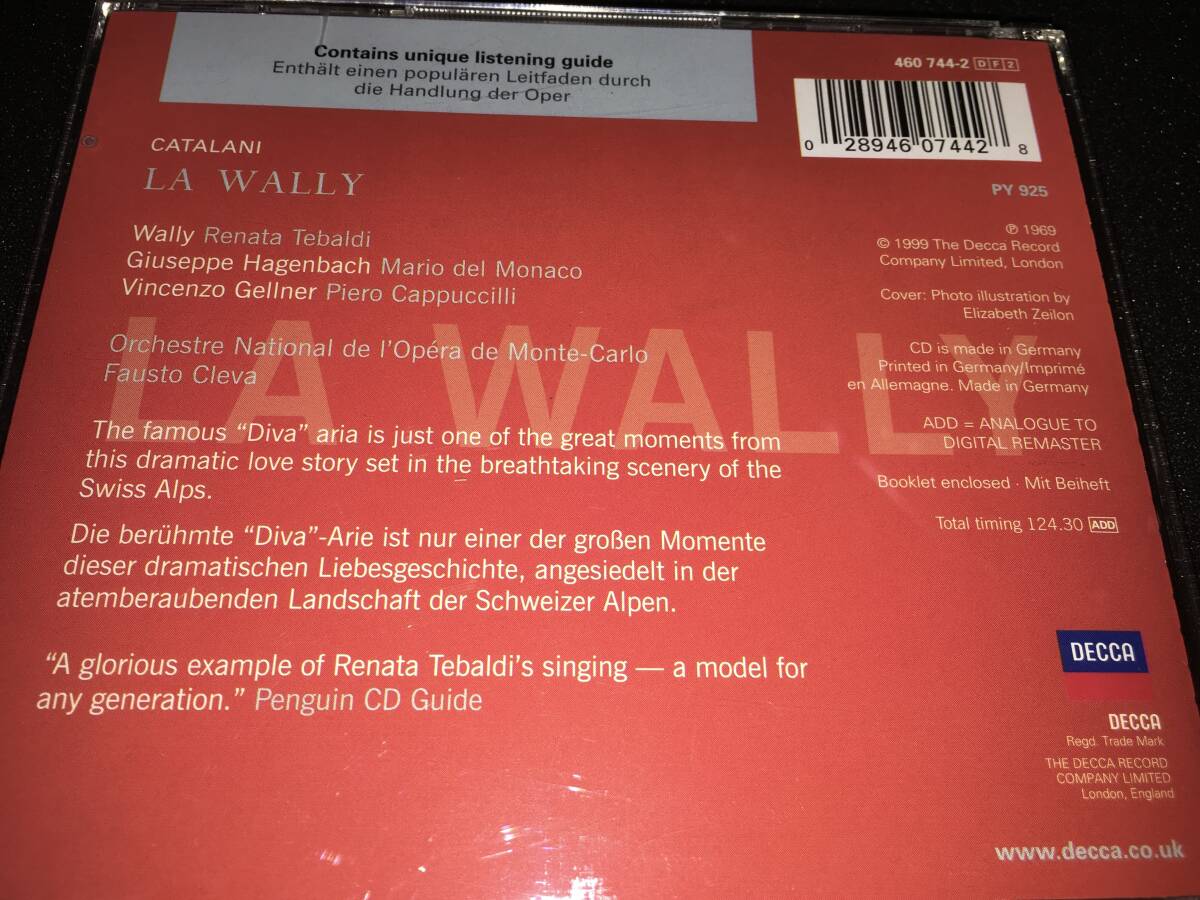 Contains unique listening guide
Enthält einen populären Leitfaden durch
die Handlung der Oper
460 744-2 DF2
0 28946 07442 8
PY 925
CATALANI
LA WALLY
Wally Renata Tebaldi
Giuseppe Hagenbach Mario del Monaco
Vincenzo Gellner Piero Cappuccilli
Orchestre National de l'Opéra de Monte-Carlo
Fausto Cleva
LA WALLY
The famous “Diva” aria is just one of the great moments from
this dramatic love story set in the breathtaking scenery of the
Swiss Alps.
Die berühmte “Diva”-Arie ist nur einer der großen Momente
dieser dramatischen Liebesgeschichte, angesiedelt in der
atemberaubenden Landschaft der Schweizer Alpen.
“A glorious example of Renata Tebaldi's singing — a model for
any generation.” Penguin CD Guide
℗ 1969
© 1999 The Decca Record
Company Limited, London
Cover: Photo illustration by
Elizabeth Zeilon
CD is made in Germany
Printed in Germany/Imprimé
en Allemagne. Made in Germany
ADD = ANALOGUE TO
DIGITAL REMASTER
Booklet enclosed · Mit Beiheft
Total timing 124.30 ADD
DECCA
DECCA
Regd. Trade Mark
THE DECCA RECORD
COMPANY LIMITED
London, England
www.decca.co.uk